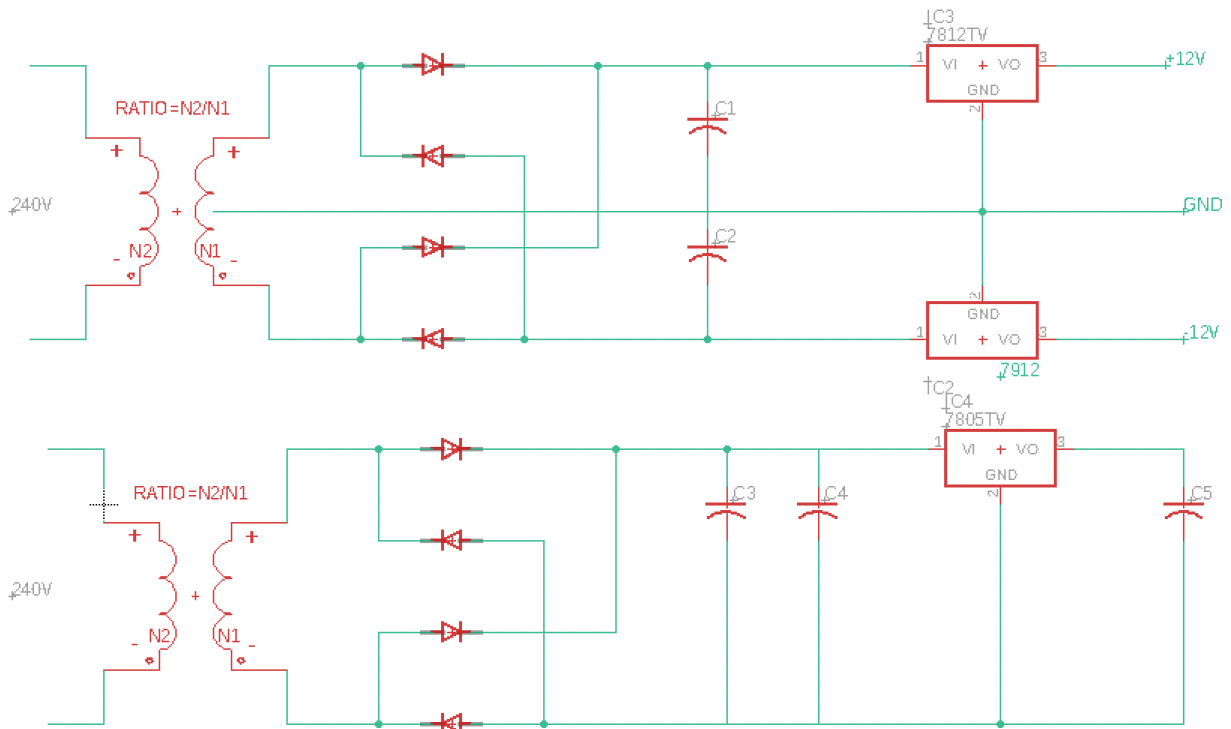 IC3
7812TV
1 VI VO 3
GND
2
+12V
RATIO=N2/N1
+ +
C1
240V
GND
N2 N1
- -
C2
2
GND
1 VI VO 3
-12V
7912
IC2
IC4
7805TV
1 VI VO 3
GND
2
RATIO=N2/N1
C3 C4 C5
+ +
240V
N2 N1
- -